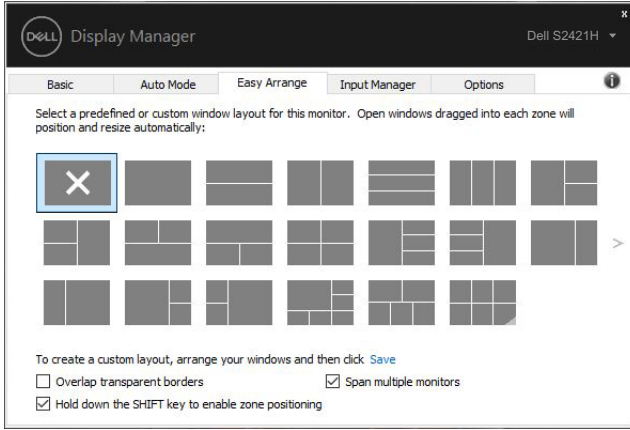 x
DELL Display Manager
Dell S2421H
Basic Auto Mode Easy Arrange Input Manager Options
Select a predefined or custom window layout for this monitor. Open windows dragged into each zone will
position and resize automatically:
>
To create a custom layout, arrange your windows and then click Save
Overlap transparent borders
Span multiple monitors
Hold down the SHIFT key to enable zone positioning